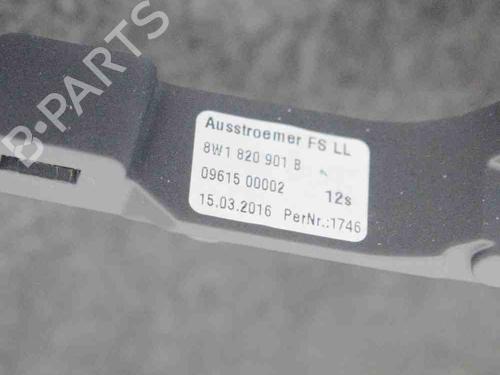 Ausstroemer FS LL
8W1 820 901 B
09615 00002 12s
15.03.2016 PerNr.:1746
B-PARTS